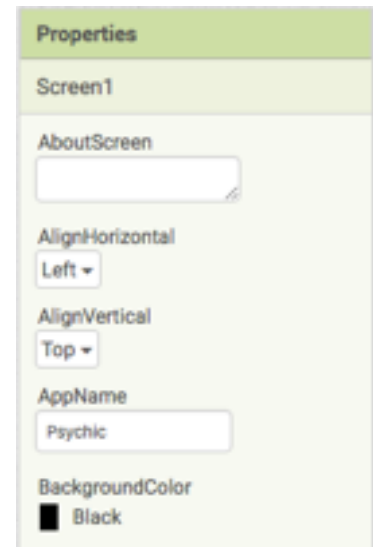 Properties
Screen1
AboutScreen
AlignHorizontal
Left
AlignVertical
Top
AppName
Psychic
BackgroundColor
Black